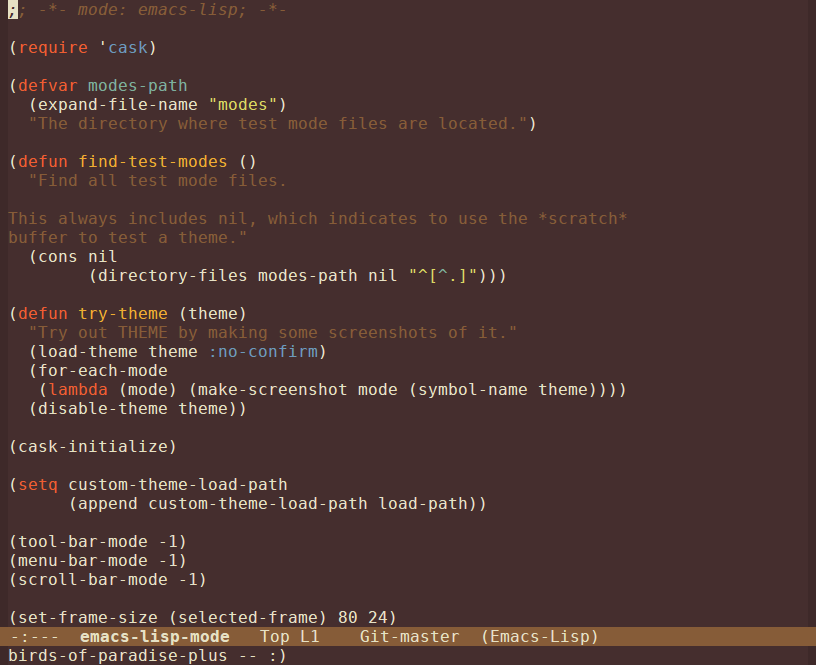 ;; -*- mode: emacs-lisp; -*-

(require 'cask)

(defvar modes-path
  (expand-file-name "modes")
  "The directory where test mode files are located.")

(defun find-test-modes ()
  "Find all test mode files.

This always includes nil, which indicates to use the *scratch*
buffer to test a theme."
  (cons nil
        (directory-files modes-path nil "^[^.]")))

(defun try-theme (theme)
  "Try out THEME by making some screenshots of it."
  (load-theme theme :no-confirm)
  (for-each-mode
   (lambda (mode) (make-screenshot mode (symbol-name theme))))
  (disable-theme theme))

(cask-initialize)

(setq custom-theme-load-path
      (append custom-theme-load-path load-path))

(tool-bar-mode -1)
(menu-bar-mode -1)
(scroll-bar-mode -1)

(set-frame-size (selected-frame) 80 24)
-:---  emacs-lisp-mode   Top L1    Git-master  (Emacs-Lisp)
birds-of-paradise-plus -- :)